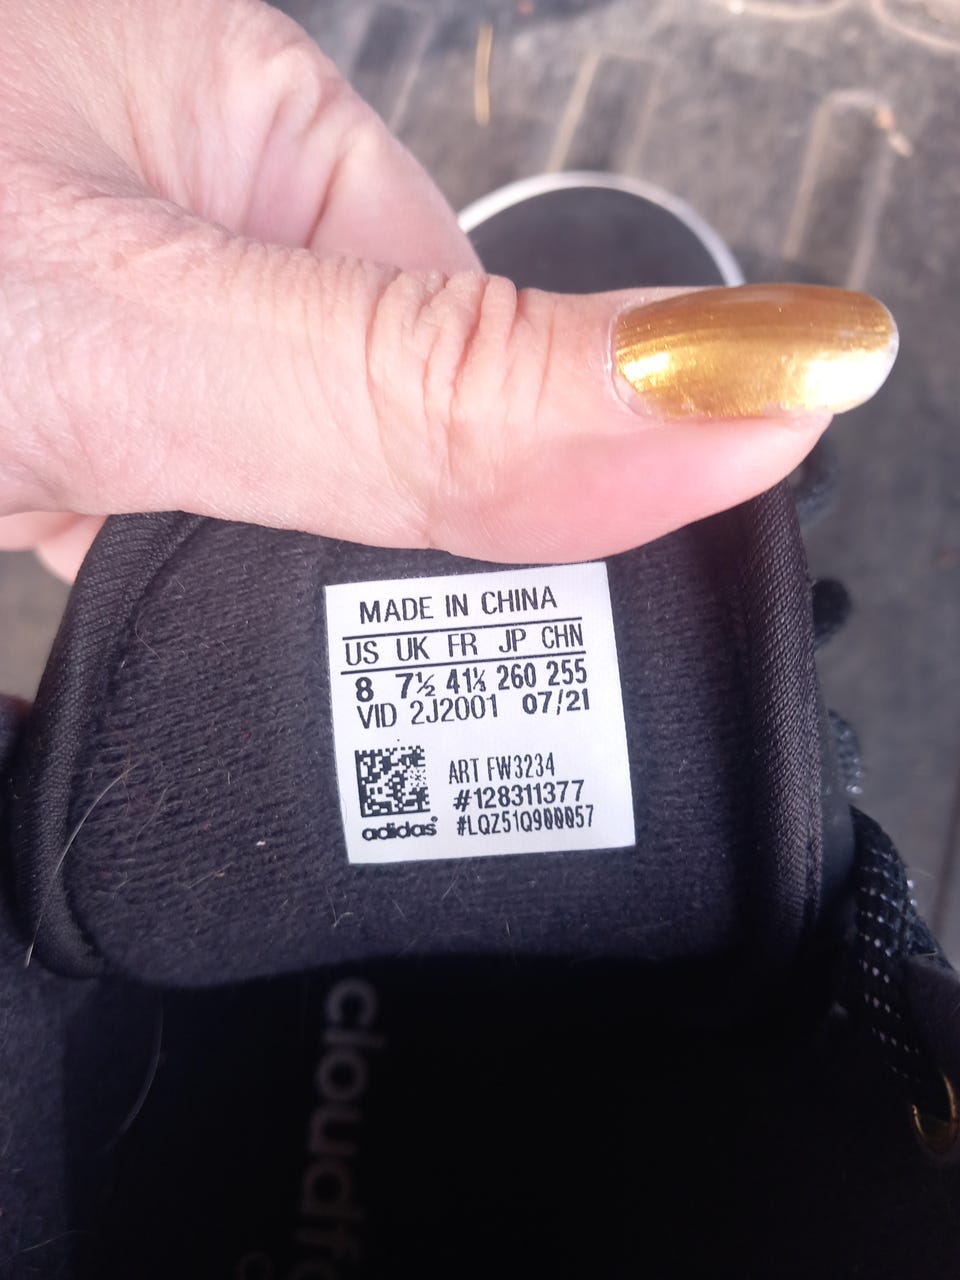 MADE IN CHINA
US UK FR JP CHN
8 7½ 41⅓ 260 255
VID 2J2001 07/21
ART FW3234
#128311377
adidas #LQZ51Q900057
cloudfo